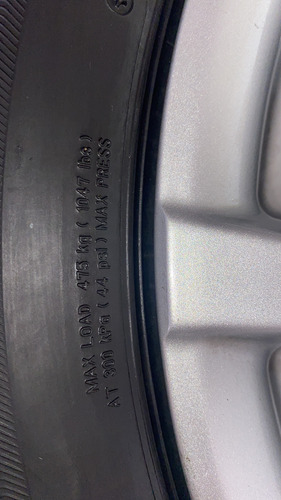 MAX LOAD 475 kg ( 1047 lbs )
AT 300 kPa ( 44 psi ) MAX PRESS